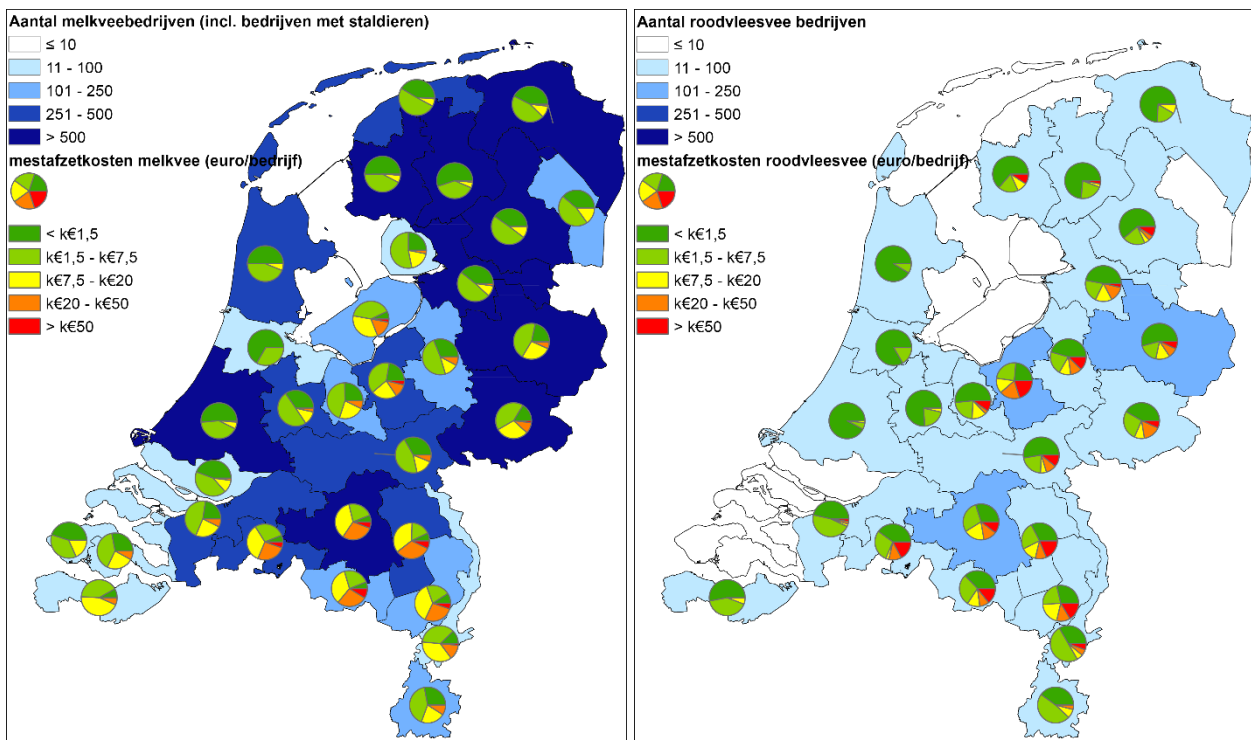 Aantal melkveebedrijven (incl. bedrijven met staldieren)
≤ 10
11 - 100
101 - 250
251 - 500
> 500
mestafzetkosten melkvee (euro/bedrijf)
< k€1,5
k€1,5 - k€7,5
k€7,5 - k€20
k€20 - k€50
> k€50
Aantal roodvleesvee bedrijven
≤ 10
11 - 100
101 - 250
251 - 500
> 500
mestafzetkosten roodvleesvee (euro/bedrijf)
< k€1,5
k€1,5 - k€7,5
k€7,5 - k€20
k€20 - k€50
> k€50